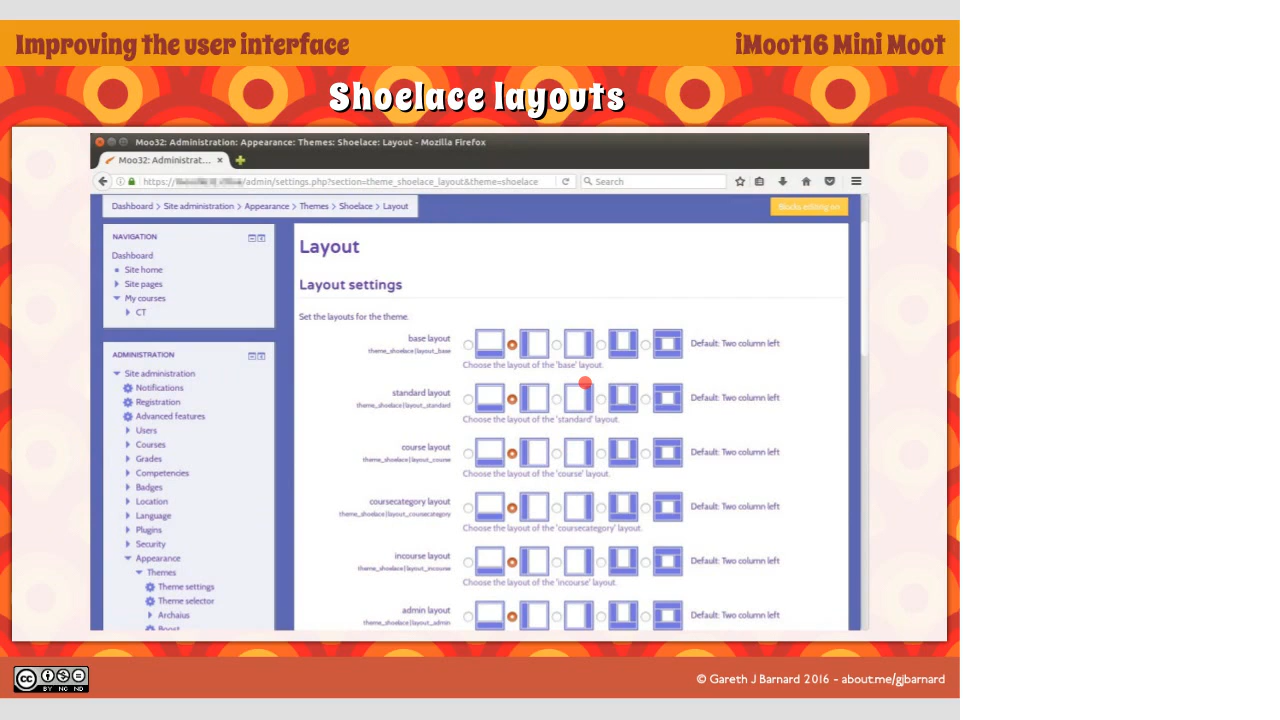 Improving the user interface
iMoot16 Mini Moot
Shoelace layouts
Moo32: Administration: Appearance: Themes: Shoelace: Layout - Mozilla Firefox
Moo32: Administrat... ×
https:// /admin/settings.php?section=theme_shoelace_layout&theme=shoelace
Search
Dashboard > Site administration > Appearance > Themes > Shoelace > Layout
Blocks editing on
NAVIGATION
Dashboard
Site home
Site pages
My courses
CT
ADMINISTRATION
Site administration
Notifications
Registration
Advanced features
Users
Courses
Grades
Competencies
Badges
Location
Language
Plugins
Security
Appearance
Themes
Theme settings
Theme selector
Archaius
Boost
Layout
Layout settings
Set the layouts for the theme.
base layout
theme_shoelace|layout_base
Default: Two column left
Choose the layout of the 'base' layout.
standard layout
theme_shoelace|layout_standard
Default: Two column left
Choose the layout of the 'standard' layout.
course layout
theme_shoelace|layout_course
Default: Two column left
Choose the layout of the 'course' layout.
coursecategory layout
theme_shoelace|layout_coursecategory
Default: Two column left
Choose the layout of the 'coursecategory' layout.
incourse layout
theme_shoelace|layout_incourse
Default: Two column left
Choose the layout of the 'incourse' layout.
admin layout
theme_shoelace|layout_admin
Default: Two column left
CC BY NC ND
© Gareth J Barnard 2016 - about.me/gjbarnard